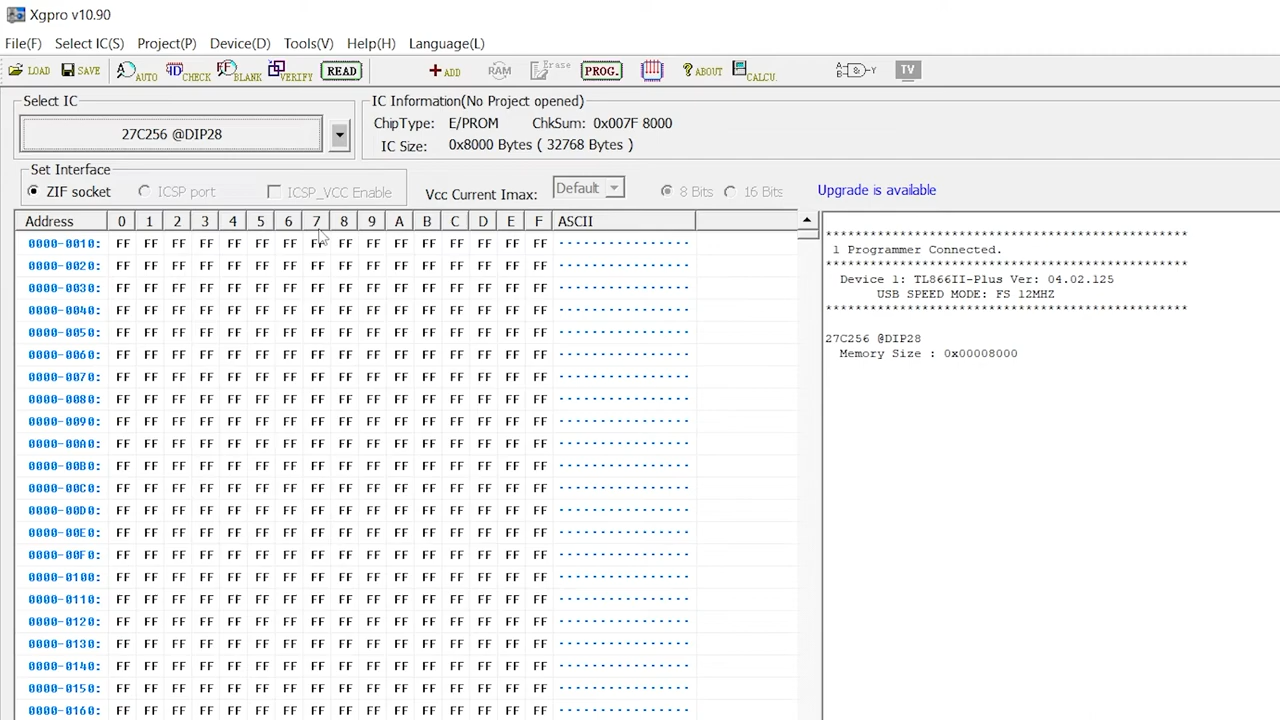 Xgpro v10.90
File(F) Select IC(S) Project(P) Device(D) Tools(V) Help(H) Language(L)
LOAD SAVE AUTO CHECK BLANK VERIFY READ ADD RAM Erase PROG. ABOUT CALCU. TV
Select IC
27C256 @DIP28
IC Information(No Project opened)
ChipType: E/PROM ChkSum: 0x007F 8000
IC Size: 0x8000 Bytes ( 32768 Bytes )
Set Interface
ZIF socket ICSP port ICSP_VCC Enable Vcc Current Imax: Default 8 Bits 16 Bits
Upgrade is available
Address 0 1 2 3 4 5 6 7 8 9 A B C D E F ASCII
0000-0010: FF FF FF FF FF FF FF FF FF FF FF FF FF FF FF FF ················
0000-0020: FF FF FF FF FF FF FF FF FF FF FF FF FF FF FF FF ················
0000-0030: FF FF FF FF FF FF FF FF FF FF FF FF FF FF FF FF ················
0000-0040: FF FF FF FF FF FF FF FF FF FF FF FF FF FF FF FF ················
0000-0050: FF FF FF FF FF FF FF FF FF FF FF FF FF FF FF FF ················
0000-0060: FF FF FF FF FF FF FF FF FF FF FF FF FF FF FF FF ················
0000-0070: FF FF FF FF FF FF FF FF FF FF FF FF FF FF FF FF ················
0000-0080: FF FF FF FF FF FF FF FF FF FF FF FF FF FF FF FF ················
0000-0090: FF FF FF FF FF FF FF FF FF FF FF FF FF FF FF FF ················
0000-00A0: FF FF FF FF FF FF FF FF FF FF FF FF FF FF FF FF ················
0000-00B0: FF FF FF FF FF FF FF FF FF FF FF FF FF FF FF FF ················
0000-00C0: FF FF FF FF FF FF FF FF FF FF FF FF FF FF FF FF ················
0000-00D0: FF FF FF FF FF FF FF FF FF FF FF FF FF FF FF FF ················
0000-00E0: FF FF FF FF FF FF FF FF FF FF FF FF FF FF FF FF ················
0000-00F0: FF FF FF FF FF FF FF FF FF FF FF FF FF FF FF FF ················
0000-0100: FF FF FF FF FF FF FF FF FF FF FF FF FF FF FF FF ················
0000-0110: FF FF FF FF FF FF FF FF FF FF FF FF FF FF FF FF ················
0000-0120: FF FF FF FF FF FF FF FF FF FF FF FF FF FF FF FF ················
0000-0130: FF FF FF FF FF FF FF FF FF FF FF FF FF FF FF FF ················
0000-0140: FF FF FF FF FF FF FF FF FF FF FF FF FF FF FF FF ················
0000-0150: FF FF FF FF FF FF FF FF FF FF FF FF FF FF FF FF ················
0000-0160: FF FF FF FF FF FF FF FF FF FF FF FF FF FF FF FF ················
*************************************************
1 Programmer Connected.
*************************************************
Device 1: TL866II-Plus Ver: 04.02.125
USB SPEED MODE: FS 12MHZ
*************************************************
27C256 @DIP28
Memory Size : 0x00008000